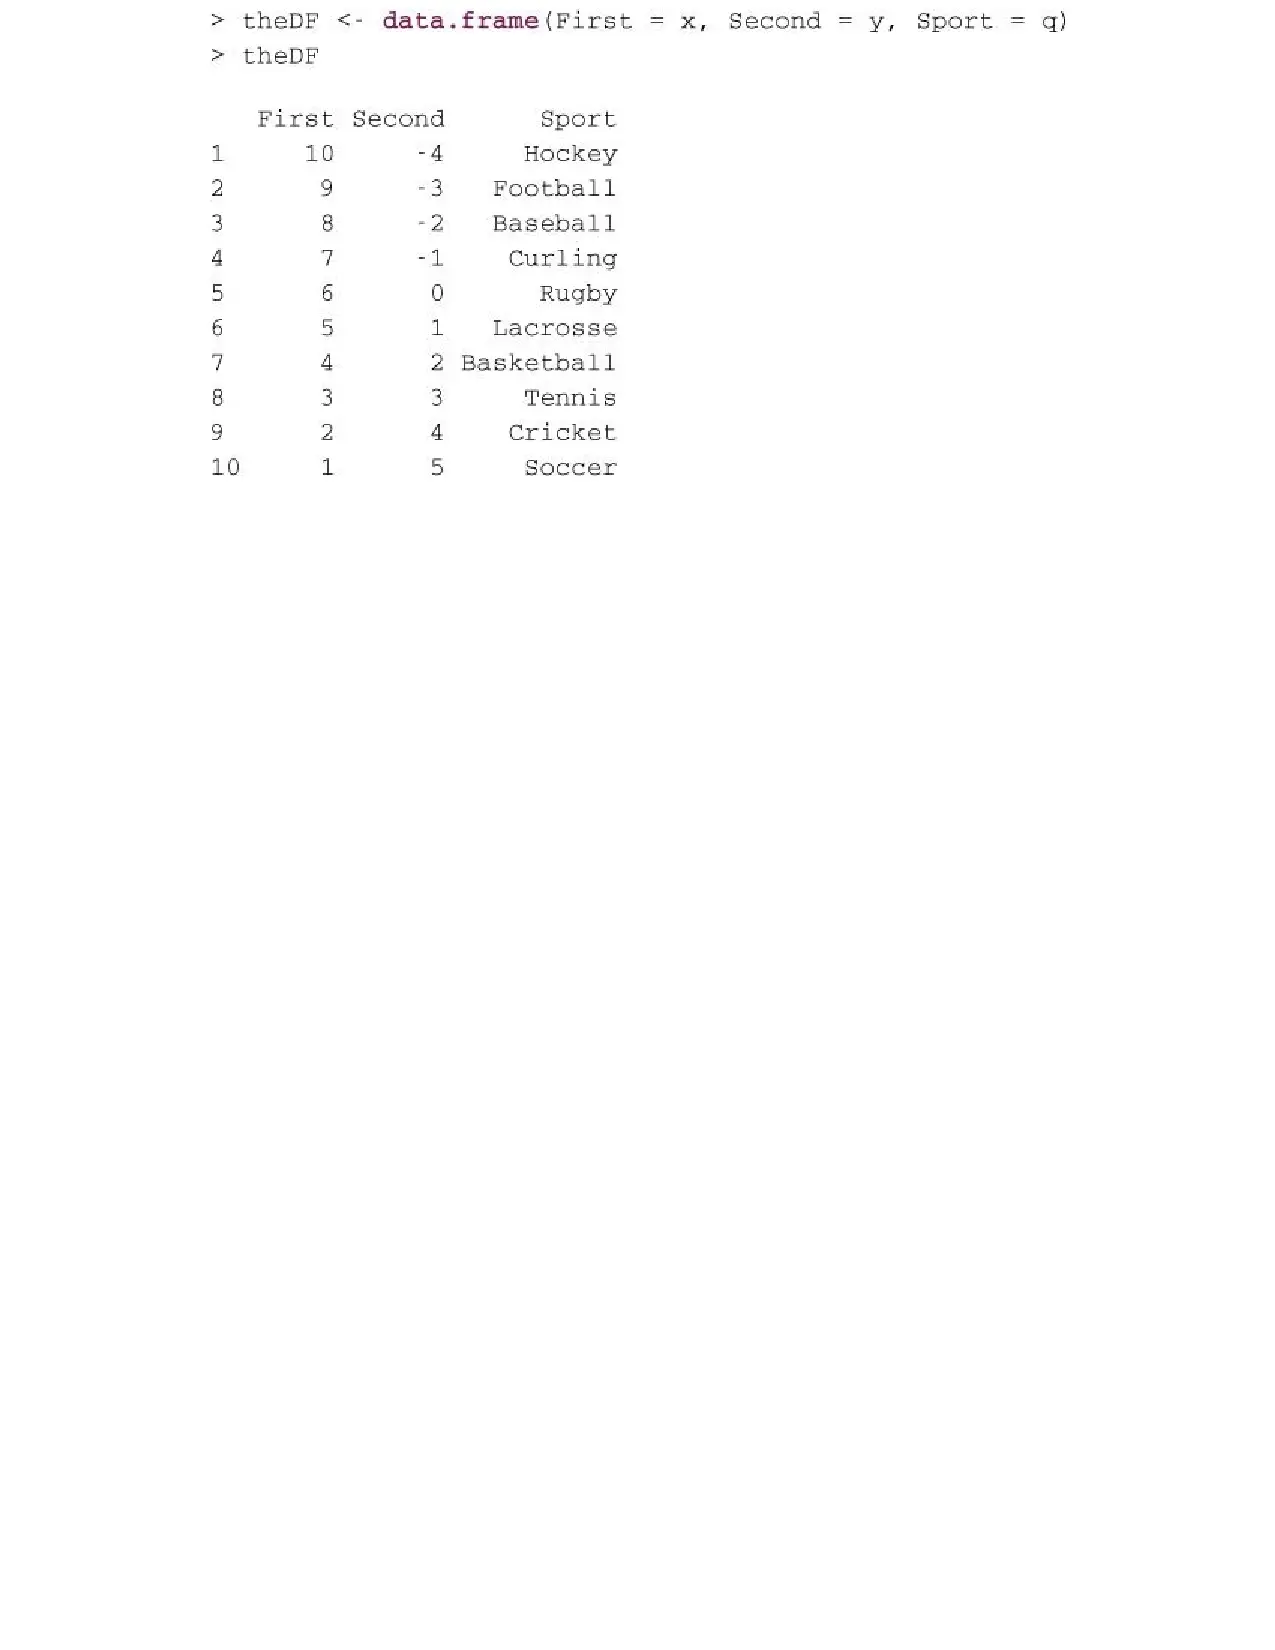 > theDF <- data.frame(First = x, Second = y, Sport = q)
> theDF
First Second Sport
1 10 -4 Hockey
2 9 -3 Football
3 8 -2 Baseball
4 7 -1 Curling
5 6 0 Rugby
6 5 1 Lacrosse
7 4 2 Basketball
8 3 3 Tennis
9 2 4 Cricket
10 1 5 Soccer